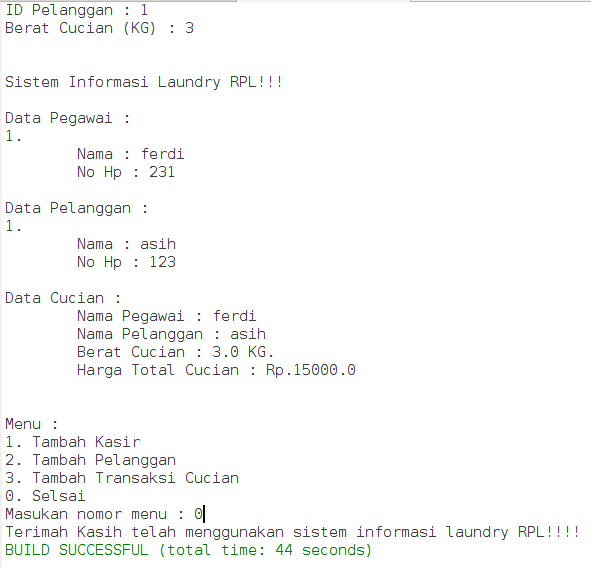 ID Pelanggan : 1
Berat Cucian (KG) : 3
Sistem Informasi Laundry RPL!!!
Data Pegawai :
1.
Nama : ferdi
No Hp : 231
Data Pelanggan :
1.
Nama : asih
No Hp : 123
Data Cucian :
Nama Pegawai : ferdi
Nama Pelanggan : asih
Berat Cucian : 3.0 KG.
Harga Total Cucian : Rp.15000.0
Menu :
1. Tambah Kasir
2. Tambah Pelanggan
3. Tambah Transaksi Cucian
0. Selsai
Masukan nomor menu : 0
Terimah Kasih telah menggunakan sistem informasi laundry RPL!!!!
BUILD SUCCESSFUL (total time: 44 seconds)